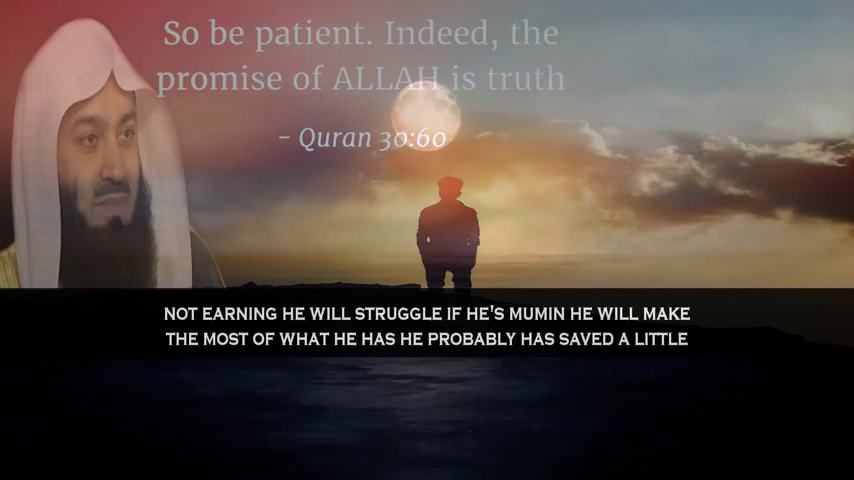 So be patient. Indeed, the
promise of ALLAH is truth
- Quran 30:60
NOT EARNING HE WILL STRUGGLE IF HE'S MUMIN HE WILL MAKE
THE MOST OF WHAT HE HAS HE PROBABLY HAS SAVED A LITTLE